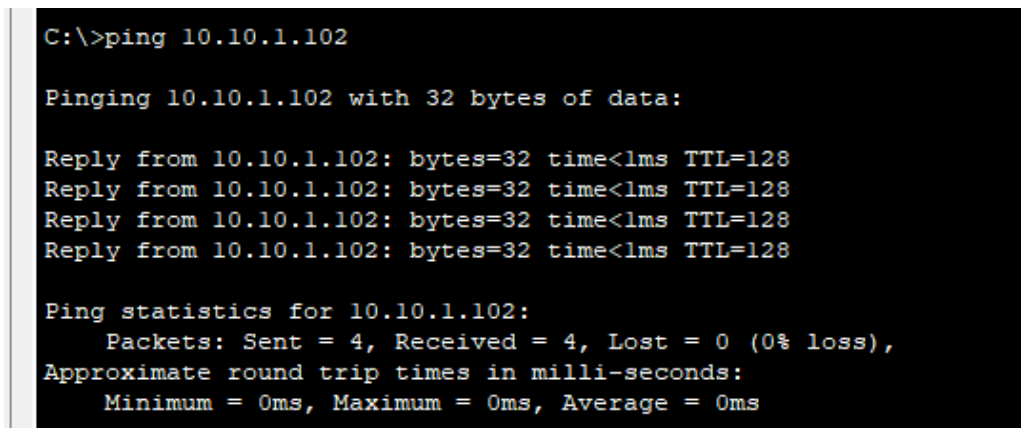 C:\>ping 10.10.1.102
Pinging 10.10.1.102 with 32 bytes of data:
Reply from 10.10.1.102: bytes=32 time<1ms TTL=128
Reply from 10.10.1.102: bytes=32 time<1ms TTL=128
Reply from 10.10.1.102: bytes=32 time<1ms TTL=128
Reply from 10.10.1.102: bytes=32 time<1ms TTL=128
Ping statistics for 10.10.1.102:
    Packets: Sent = 4, Received = 4, Lost = 0 (0% loss),
Approximate round trip times in milli-seconds:
    Minimum = 0ms, Maximum = 0ms, Average = 0ms